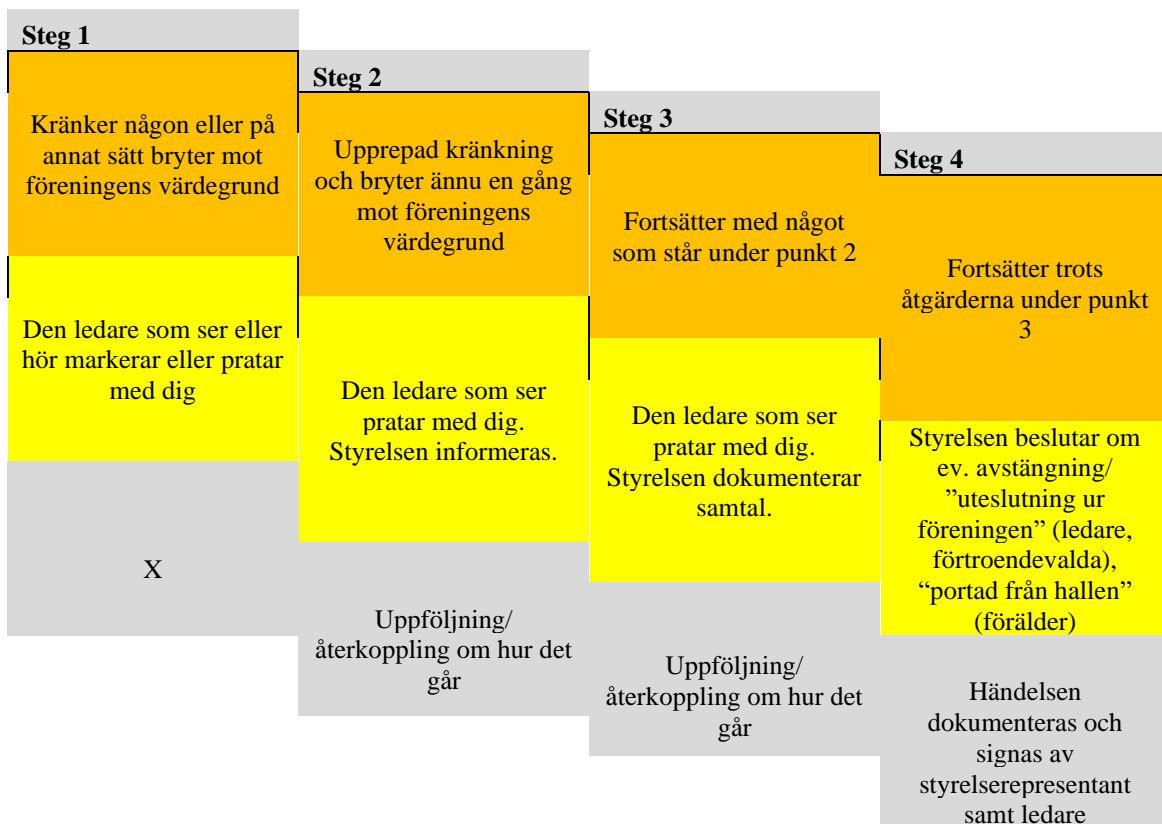 Steg 1
Kränker någon eller på
annat sätt bryter mot
föreningens värdegrund
Den ledare som ser eller
hör markerar eller pratar
med dig
X
Steg 2
Upprepad kränkning
och bryter ännu en gång
mot föreningens
värdegrund
Den ledare som ser
pratar med dig.
Styrelsen informeras.
Uppföljning/
återkoppling om hur det
går
Steg 3
Fortsätter med något
som står under punkt 2
Den ledare som ser
pratar med dig.
Styrelsen dokumenterar
samtal.
Uppföljning/
återkoppling om hur det
går
Steg 4
Fortsätter trots
åtgärderna under punkt
3
Styrelsen beslutar om
ev. avstängning/
”uteslutning ur
föreningen” (ledare,
förtroendevalda),
“portad från hallen”
(förälder)
Händelsen
dokumenteras och
signas av
styrelserepresentant
samt ledare